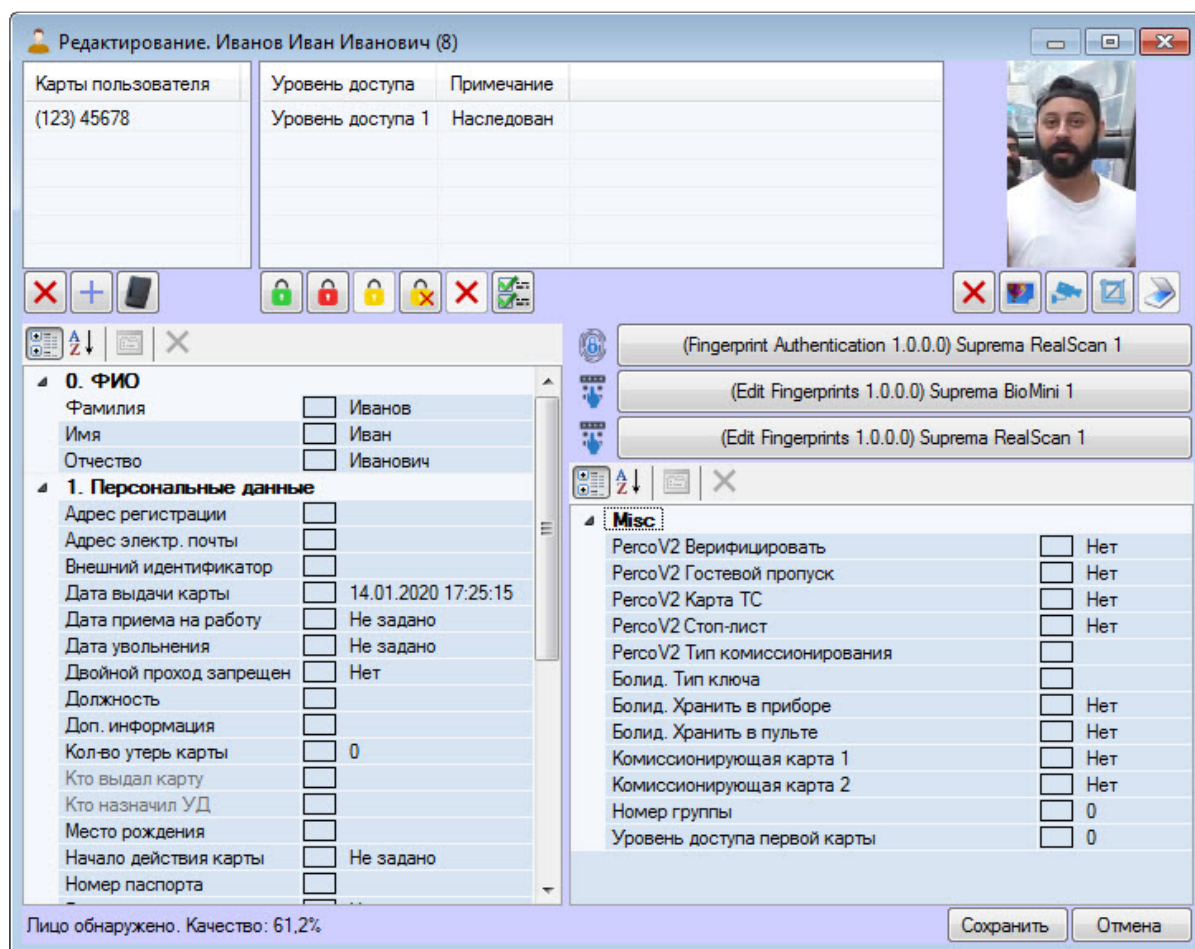 Редактирование. Иванов Иван Иванович (8)
Карты пользователя
(123) 45678
Уровень доступа Примечание
Уровень доступа 1 Наследован
0. ФИО
Фамилия Иванов
Имя Иван
Отчество Иванович
1. Персональные данные
Адрес регистрации
Адрес электр. почты
Внешний идентификатор
Дата выдачи карты 14.01.2020 17:25:15
Дата приема на работу Не задано
Дата увольнения Не задано
Двойной проход запрещен Нет
Должность
Доп. информация
Кол-во утерь карты 0
Кто выдал карту
Кто назначил УД
Место рождения
Начало действия карты Не задано
Номер паспорта
(Fingerprint Authentication 1.0.0.0) Suprema RealScan 1
(Edit Fingerprints 1.0.0.0) Suprema BioMini 1
(Edit Fingerprints 1.0.0.0) Suprema RealScan 1
Misc
PercoV2 Верифицировать Нет
PercoV2 Гостевой пропуск Нет
PercoV2 Карта ТС Нет
PercoV2 Стоп-лист Нет
PercoV2 Тип комиссионирования
Болид. Тип ключа
Болид. Хранить в приборе Нет
Болид. Хранить в пульте Нет
Комиссионирующая карта 1 Нет
Комиссионирующая карта 2 Нет
Номер группы 0
Уровень доступа первой карты 0
Лицо обнаружено. Качество: 61,2%
Сохранить Отмена